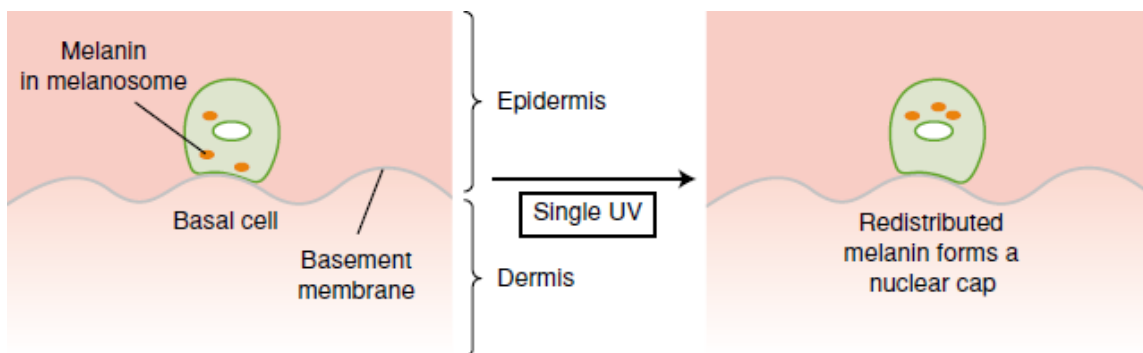 Melanin
in melanosome
Basal cell
Basement
membrane
Epidermis
Dermis
Single UV
Redistributed
melanin forms a
nuclear cap